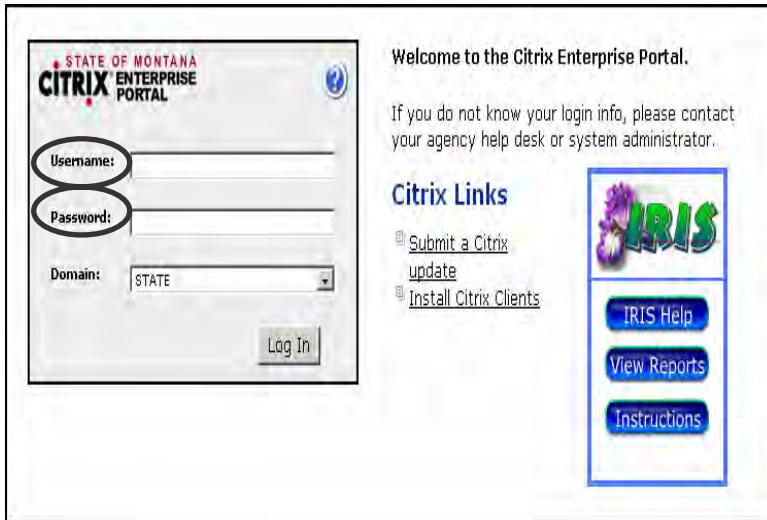 STATE OF MONTANA
CITRIX ENTERPRISE
PORTAL
?
Username:
Password:
Domain:
STATE
Log In
Welcome to the Citrix Enterprise Portal.
If you do not know your login info, please contact
your agency help desk or system administrator.
Citrix Links
Submit a Citrix
update
Install Citrix Clients
IRIS
IRIS Help
View Reports
Instructions